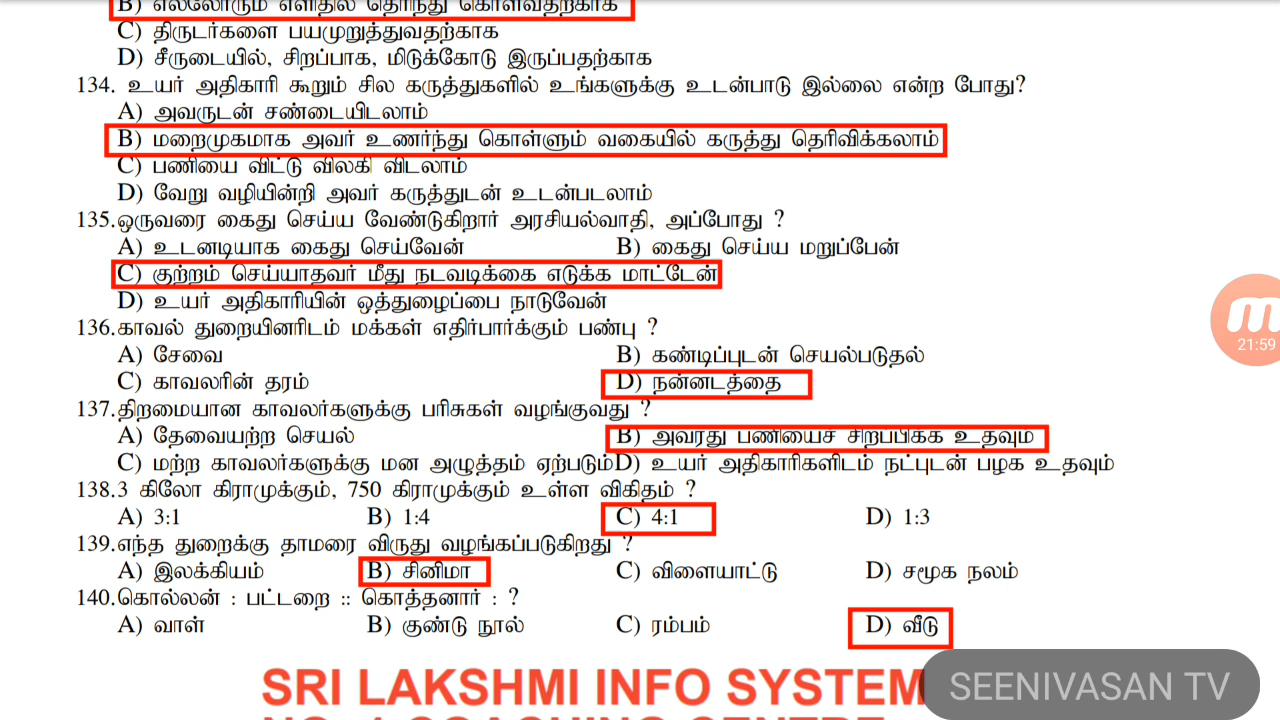 B) எல்லோரும் எளிதில் தெரிந்து கொள்வதற்காக
C) திருடர்களை பயமுறுத்துவதற்காக
D) சீருடையில், சிறப்பாக, மிடுக்கோடு இருப்பதற்காக
134. உயர் அதிகாரி கூறும் சில கருத்துகளில் உங்களுக்கு உடன்பாடு இல்லை என்ற போது?
A) அவருடன் சண்டையிடலாம்
B) மறைமுகமாக அவர் உணர்ந்து கொள்ளும் வகையில் கருத்து தெரிவிக்கலாம்
C) பணியை விட்டு விலகி விடலாம்
D) வேறு வழியின்றி அவர் கருத்துடன் உடன்படலாம்
135.ஒருவரை கைது செய்ய வேண்டுகிறார் அரசியல்வாதி, அப்போது ?
A) உடனடியாக கைது செய்வேன் B) கைது செய்ய மறுப்பேன்
C) குற்றம் செய்யாதவர் மீது நடவடிக்கை எடுக்க மாட்டேன்
D) உயர் அதிகாரியின் ஒத்துழைப்பை நாடுவேன்
136.காவல் துறையினரிடம் மக்கள் எதிர்பார்க்கும் பண்பு ?
A) சேவை B) கண்டிப்புடன் செயல்படுதல்
C) காவலரின் தரம் D) நன்னடத்தை
137.திறமையான காவலர்களுக்கு பரிசுகள் வழங்குவது ?
A) தேவையற்ற செயல் B) அவரது பணியைச் சிறப்பிக்க உதவும்
C) மற்ற காவலர்களுக்கு மன அழுத்தம் ஏற்படும்D) உயர் அதிகாரிகளிடம் நட்புடன் பழக உதவும்
138.3 கிலோ கிராமுக்கும், 750 கிராமுக்கும் உள்ள விகிதம் ?
A) 3:1 B) 1:4 C) 4:1 D) 1:3
139.எந்த துறைக்கு தாமரை விருது வழங்கப்படுகிறது ?
A) இலக்கியம் B) சினிமா C) விளையாட்டு D) சமூக நலம்
140.கொல்லன் : பட்டறை :: கொத்தனார் : ?
A) வாள் B) குண்டு நூல் C) ரம்பம் D) வீடு
SRI LAKSHMI INFO SYSTEM
NO. 1 COACHING CENTRE
SEENIVASAN TV
21:59